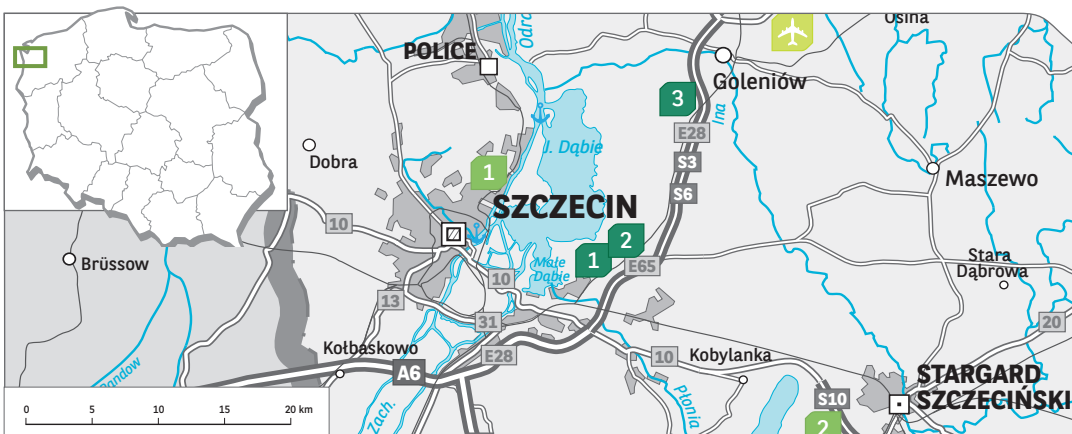 POLICE
Odra
Osina
Goleniów
3
Ina
E28
S3
S6
J. Dąbie
Dobra
1
Maszewo
SZCZECIN
10
2
1
E65
Małe
Dąbie
Brüssow
Stara
Dąbrowa
10
13
31
20
Kołbaskowo
E28
10
Kobylanka
A6
Randow
Zach.
Płonia
S10
STARGARD
SZCZECIŃSKI
2
0 5 10 15 20 km